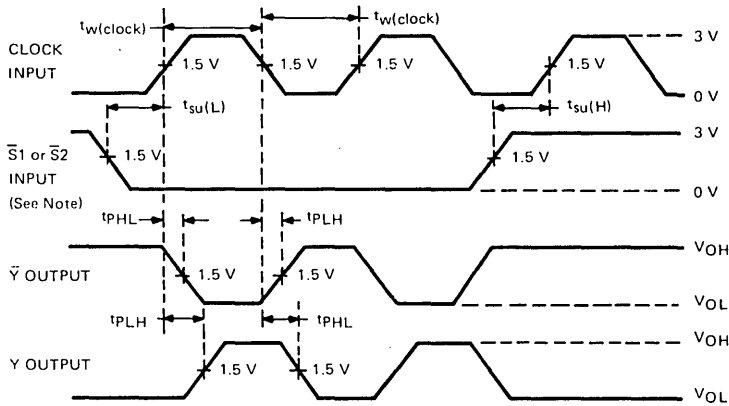 tw(clock) tw(clock)
CLOCK INPUT
1.5 V 1.5 V 1.5 V 1.5 V
3 V
0 V
tsu(L) tsu(H)
S̅1 or S̅2 INPUT (See Note)
1.5 V 1.5 V
3 V
0 V
tPHL tPLH
Y̅ OUTPUT
1.5 V 1.5 V
VOH
VOL
tPLH tPHL
Y OUTPUT
1.5 V 1.5 V
VOH
VOL